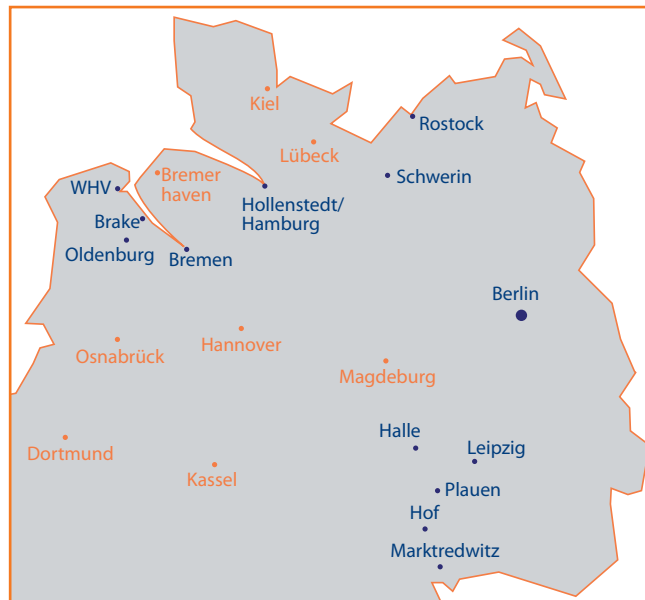 Kiel
Rostock
Lübeck
Bremer
haven
Schwerin
WHV
Hollenstedt/
Hamburg
Brake
Oldenburg
Bremen
Berlin
Hannover
Osnabrück
Magdeburg
Halle
Leipzig
Dortmund
Kassel
Plauen
Hof
Marktredwitz